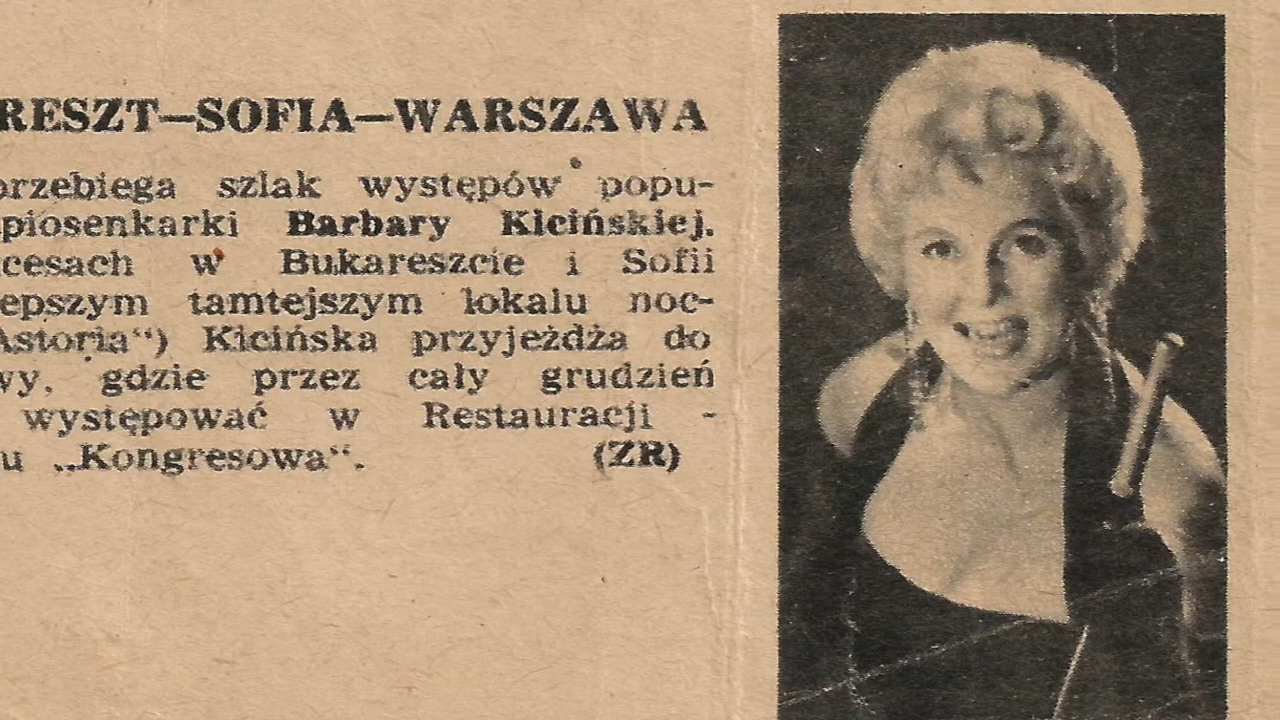 RESZT—SOFIA—WARSZAWA
przebiega szlak występów popu-
piosenkarki Barbary Kicińskiej.
cesach w Bukareszcie i Sofii
epszym tamtejszym lokalu noc-
Astoria") Kicińska przyjeżdża do
wy, gdzie przez cały grudzień
występować w Restauracji -
u „Kongresowa". (ZR)